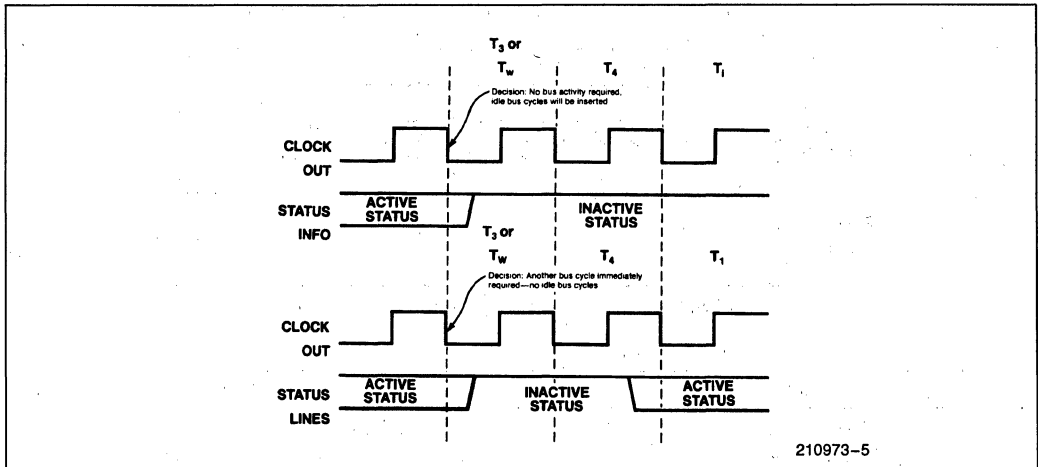 T3 or
Tw T4 Ti
Decision: No bus activity required,
idle bus cycles will be inserted
CLOCK
OUT
STATUS
INFO
ACTIVE
STATUS
INACTIVE
STATUS
T3 or
TW T4 T1
Decision: Another bus cycle immediately
required—no idle bus cycles
CLOCK
OUT
STATUS
LINES
ACTIVE
STATUS
INACTIVE
STATUS
ACTIVE
STATUS
210973–5